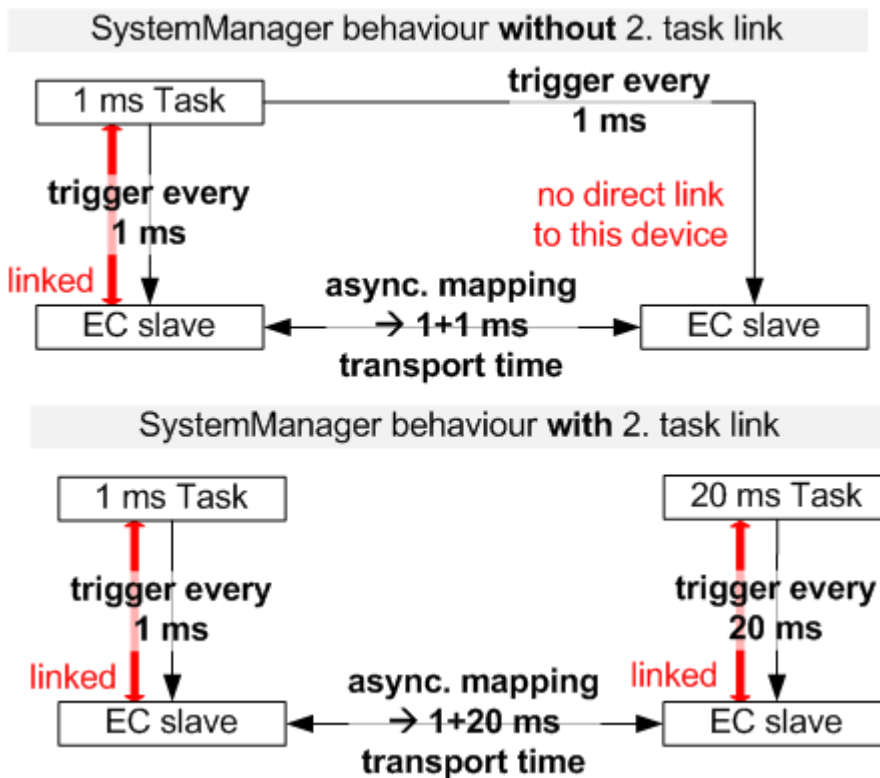 SystemManager behaviour without 2. task link
1 ms Task
trigger every
1 ms
trigger every
1 ms
no direct link
to this device
linked
async. mapping
→ 1+1 ms
transport time
EC slave
EC slave
SystemManager behaviour with 2. task link
1 ms Task
20 ms Task
trigger every
1 ms
trigger every
20 ms
linked
linked
async. mapping
→ 1+20 ms
transport time
EC slave
EC slave